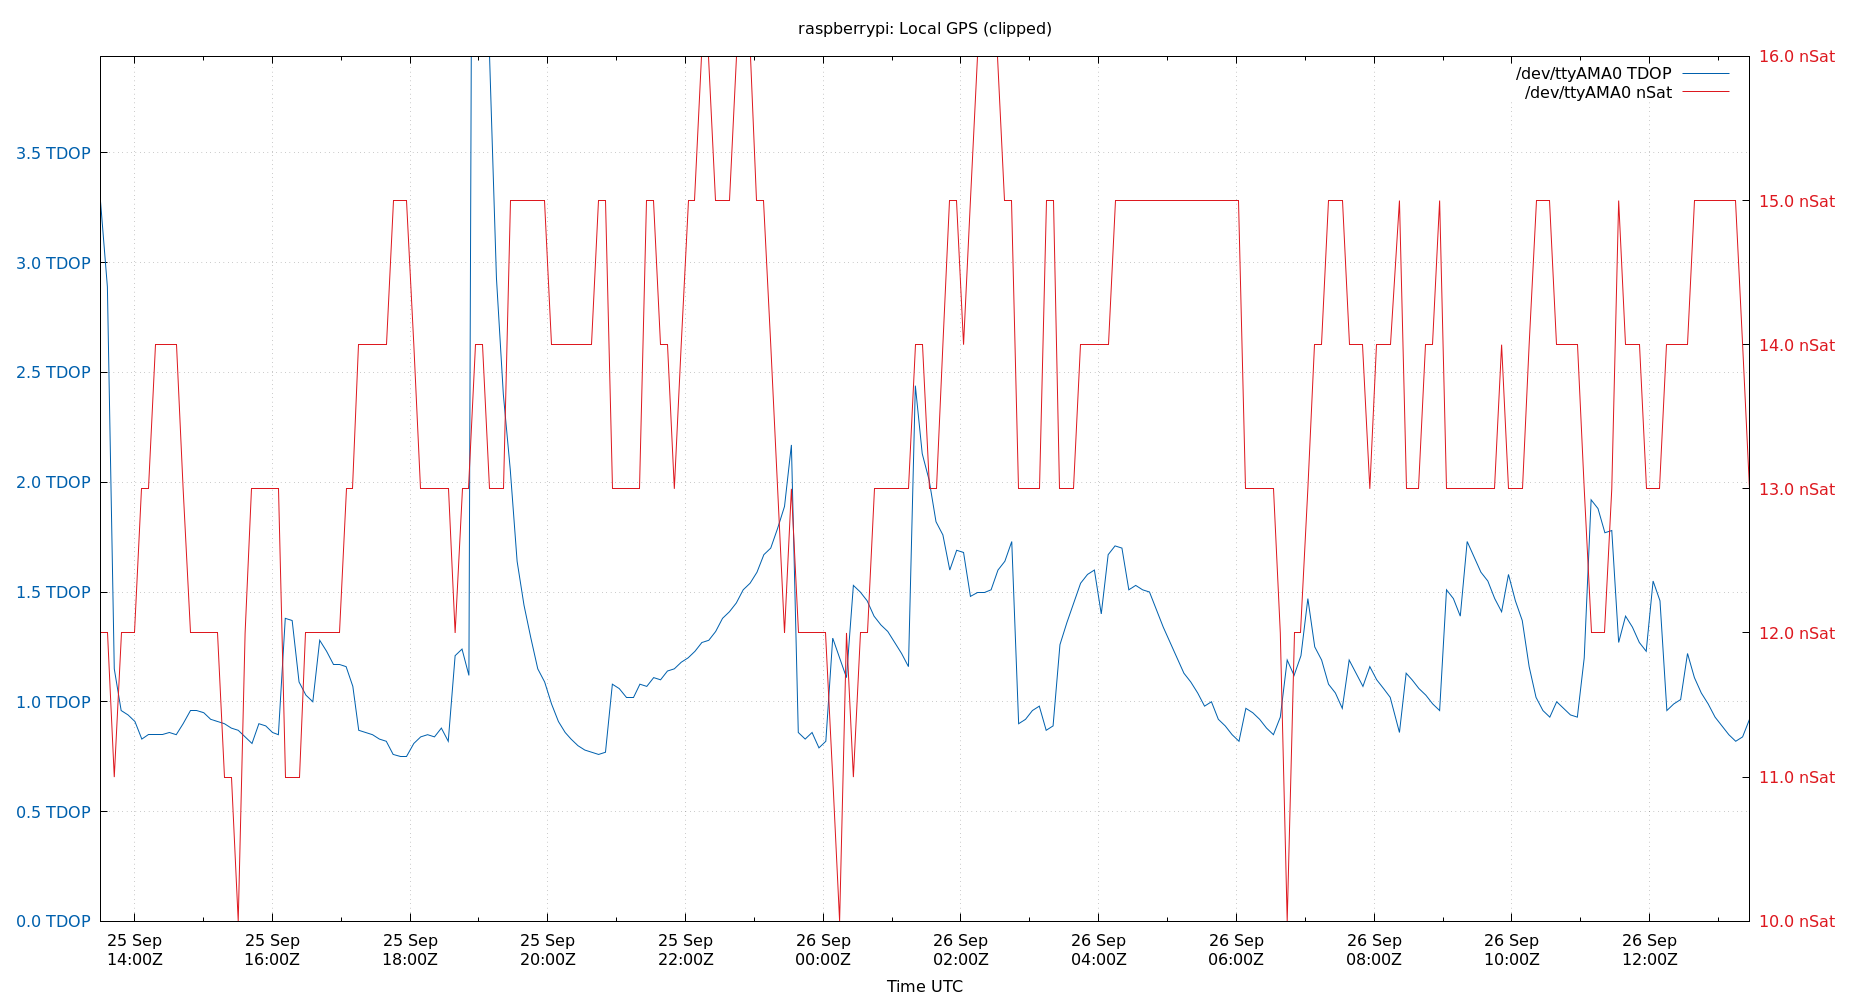 raspberrypi: Local GPS (clipped)
/dev/ttyAMA0 TDOP
/dev/ttyAMA0 nSat
3.5 TDOP
3.0 TDOP
2.5 TDOP
2.0 TDOP
1.5 TDOP
1.0 TDOP
0.5 TDOP
0.0 TDOP
16.0 nSat
15.0 nSat
14.0 nSat
13.0 nSat
12.0 nSat
11.0 nSat
10.0 nSat
25 Sep
14:00Z
25 Sep
16:00Z
25 Sep
18:00Z
25 Sep
20:00Z
25 Sep
22:00Z
26 Sep
00:00Z
26 Sep
02:00Z
26 Sep
04:00Z
26 Sep
06:00Z
26 Sep
08:00Z
26 Sep
10:00Z
26 Sep
12:00Z
Time UTC